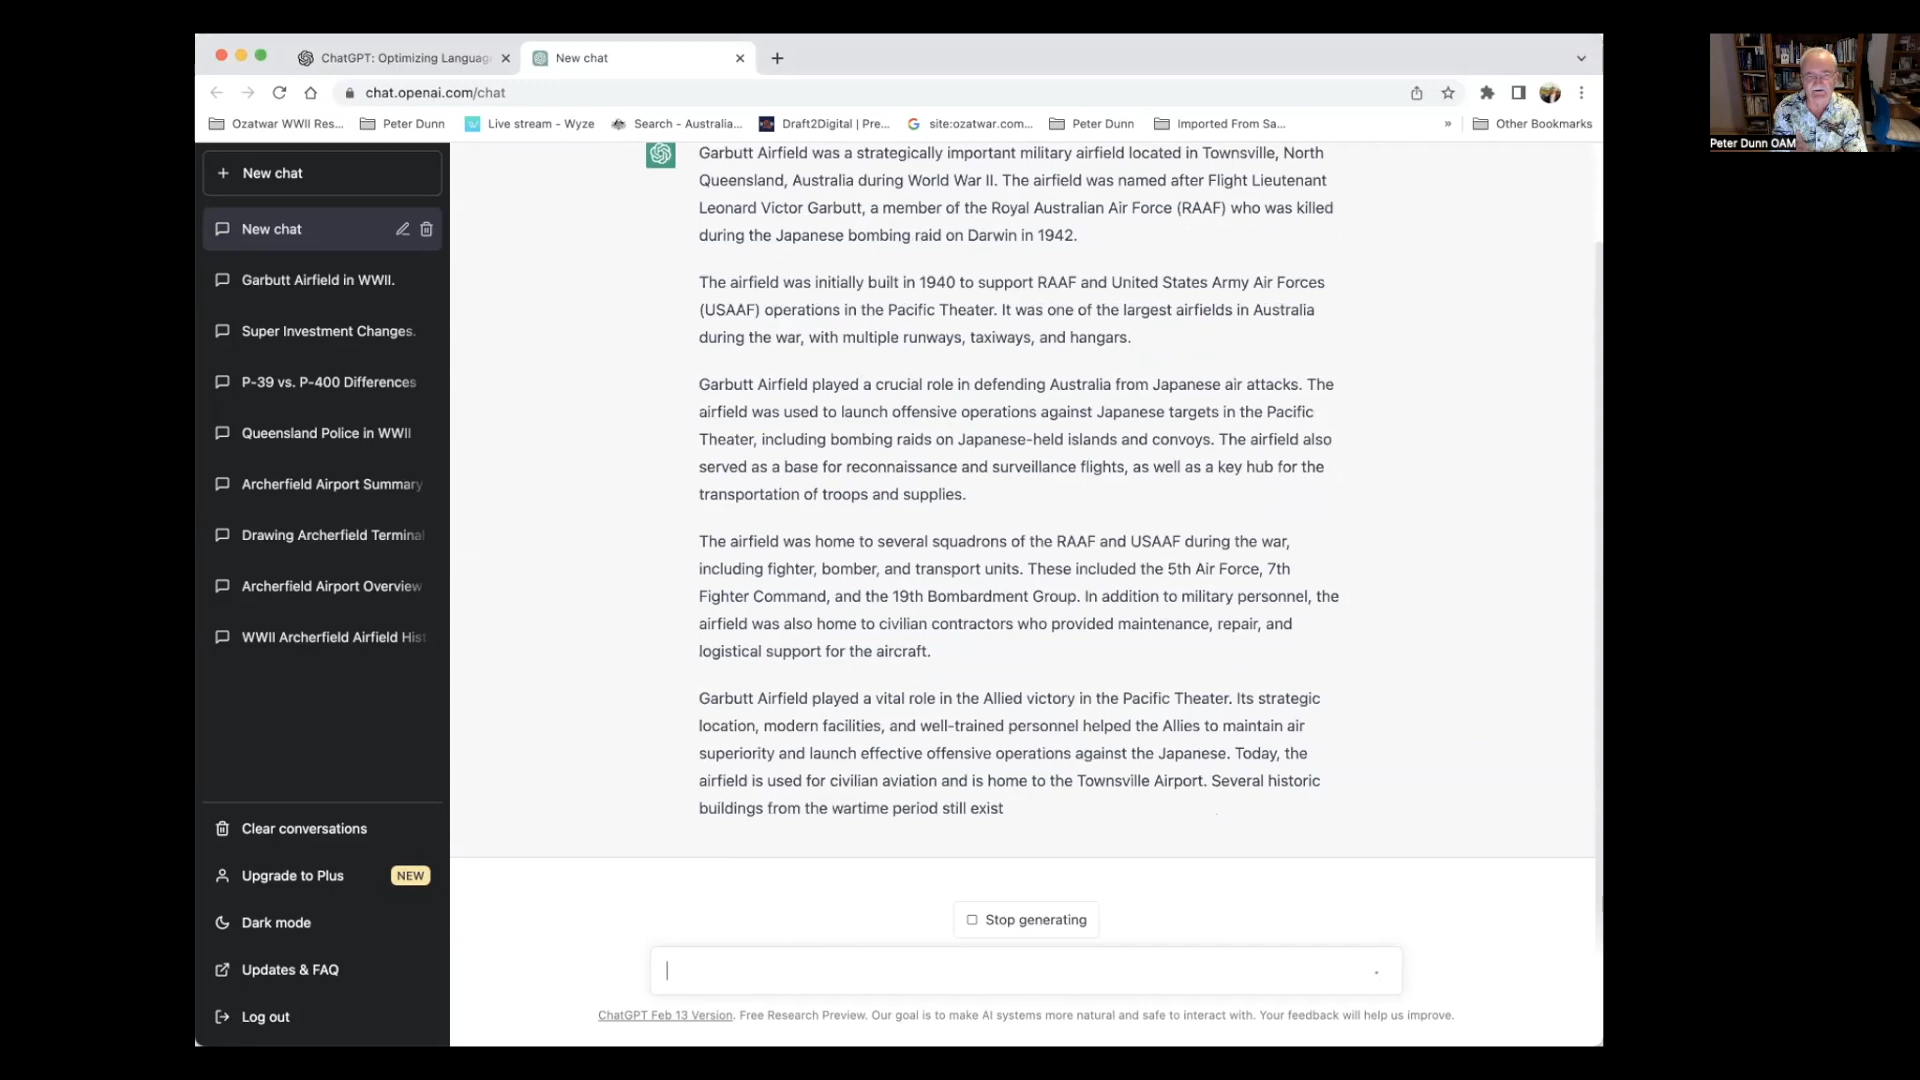 ChatGPT: Optimizing Languag
New chat
chat.openai.com/chat
Ozatwar WWII Res...
Peter Dunn
Live stream - Wyze
Search - Australia...
Draft2Digital | Pre...
site:ozatwar.com...
Peter Dunn
Imported From Sa...
»
Other Bookmarks
Peter Dunn OAM
+ New chat
New chat
Garbutt Airfield in WWII.
Super Investment Changes.
P-39 vs. P-400 Differences
Queensland Police in WWII
Archerfield Airport Summary
Drawing Archerfield Terminal
Archerfield Airport Overview
WWII Archerfield Airfield His
Clear conversations
Upgrade to Plus NEW
Dark mode
Updates & FAQ
Log out
Garbutt Airfield was a strategically important military airfield located in Townsville, North
Queensland, Australia during World War II. The airfield was named after Flight Lieutenant
Leonard Victor Garbutt, a member of the Royal Australian Air Force (RAAF) who was killed
during the Japanese bombing raid on Darwin in 1942.
The airfield was initially built in 1940 to support RAAF and United States Army Air Forces
(USAAF) operations in the Pacific Theater. It was one of the largest airfields in Australia
during the war, with multiple runways, taxiways, and hangars.
Garbutt Airfield played a crucial role in defending Australia from Japanese air attacks. The
airfield was used to launch offensive operations against Japanese targets in the Pacific
Theater, including bombing raids on Japanese-held islands and convoys. The airfield also
served as a base for reconnaissance and surveillance flights, as well as a key hub for the
transportation of troops and supplies.
The airfield was home to several squadrons of the RAAF and USAAF during the war,
including fighter, bomber, and transport units. These included the 5th Air Force, 7th
Fighter Command, and the 19th Bombardment Group. In addition to military personnel, the
airfield was also home to civilian contractors who provided maintenance, repair, and
logistical support for the aircraft.
Garbutt Airfield played a vital role in the Allied victory in the Pacific Theater. Its strategic
location, modern facilities, and well-trained personnel helped the Allies to maintain air
superiority and launch effective offensive operations against the Japanese. Today, the
airfield is used for civilian aviation and is home to the Townsville Airport. Several historic
buildings from the wartime period still exist
Stop generating
ChatGPT Feb 13 Version. Free Research Preview. Our goal is to make AI systems more natural and safe to interact with. Your feedback will help us improve.